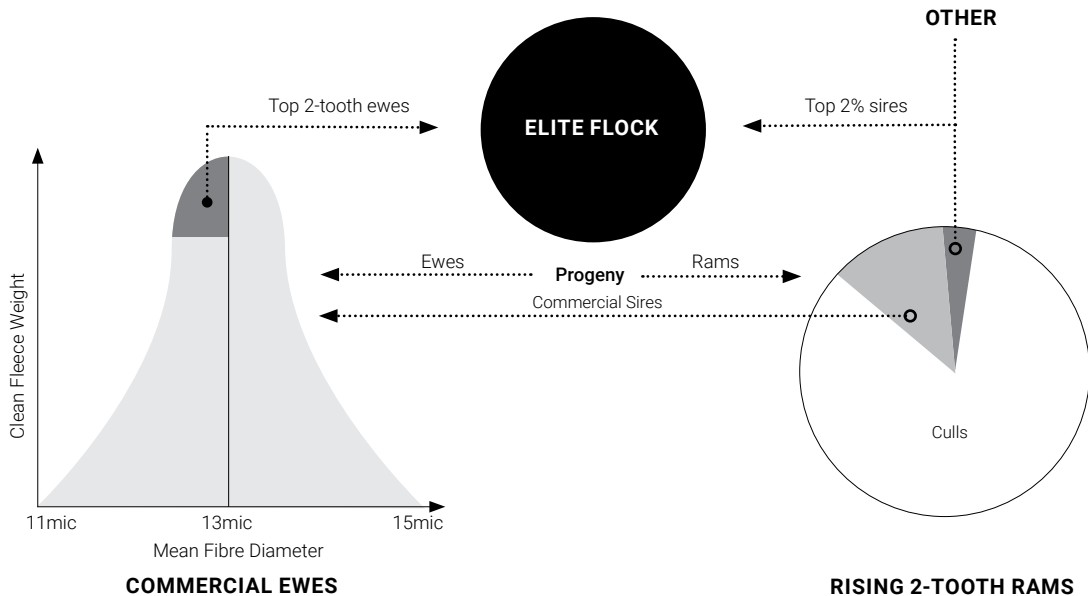 OTHER
Top 2-tooth ewes
Top 2% sires
ELITE FLOCK
Ewes
Progeny
Rams
Commercial Sires
Clean Fleece Weight
Culls
11mic
13mic
15mic
Mean Fibre Diameter
COMMERCIAL EWES
RISING 2-TOOTH RAMS